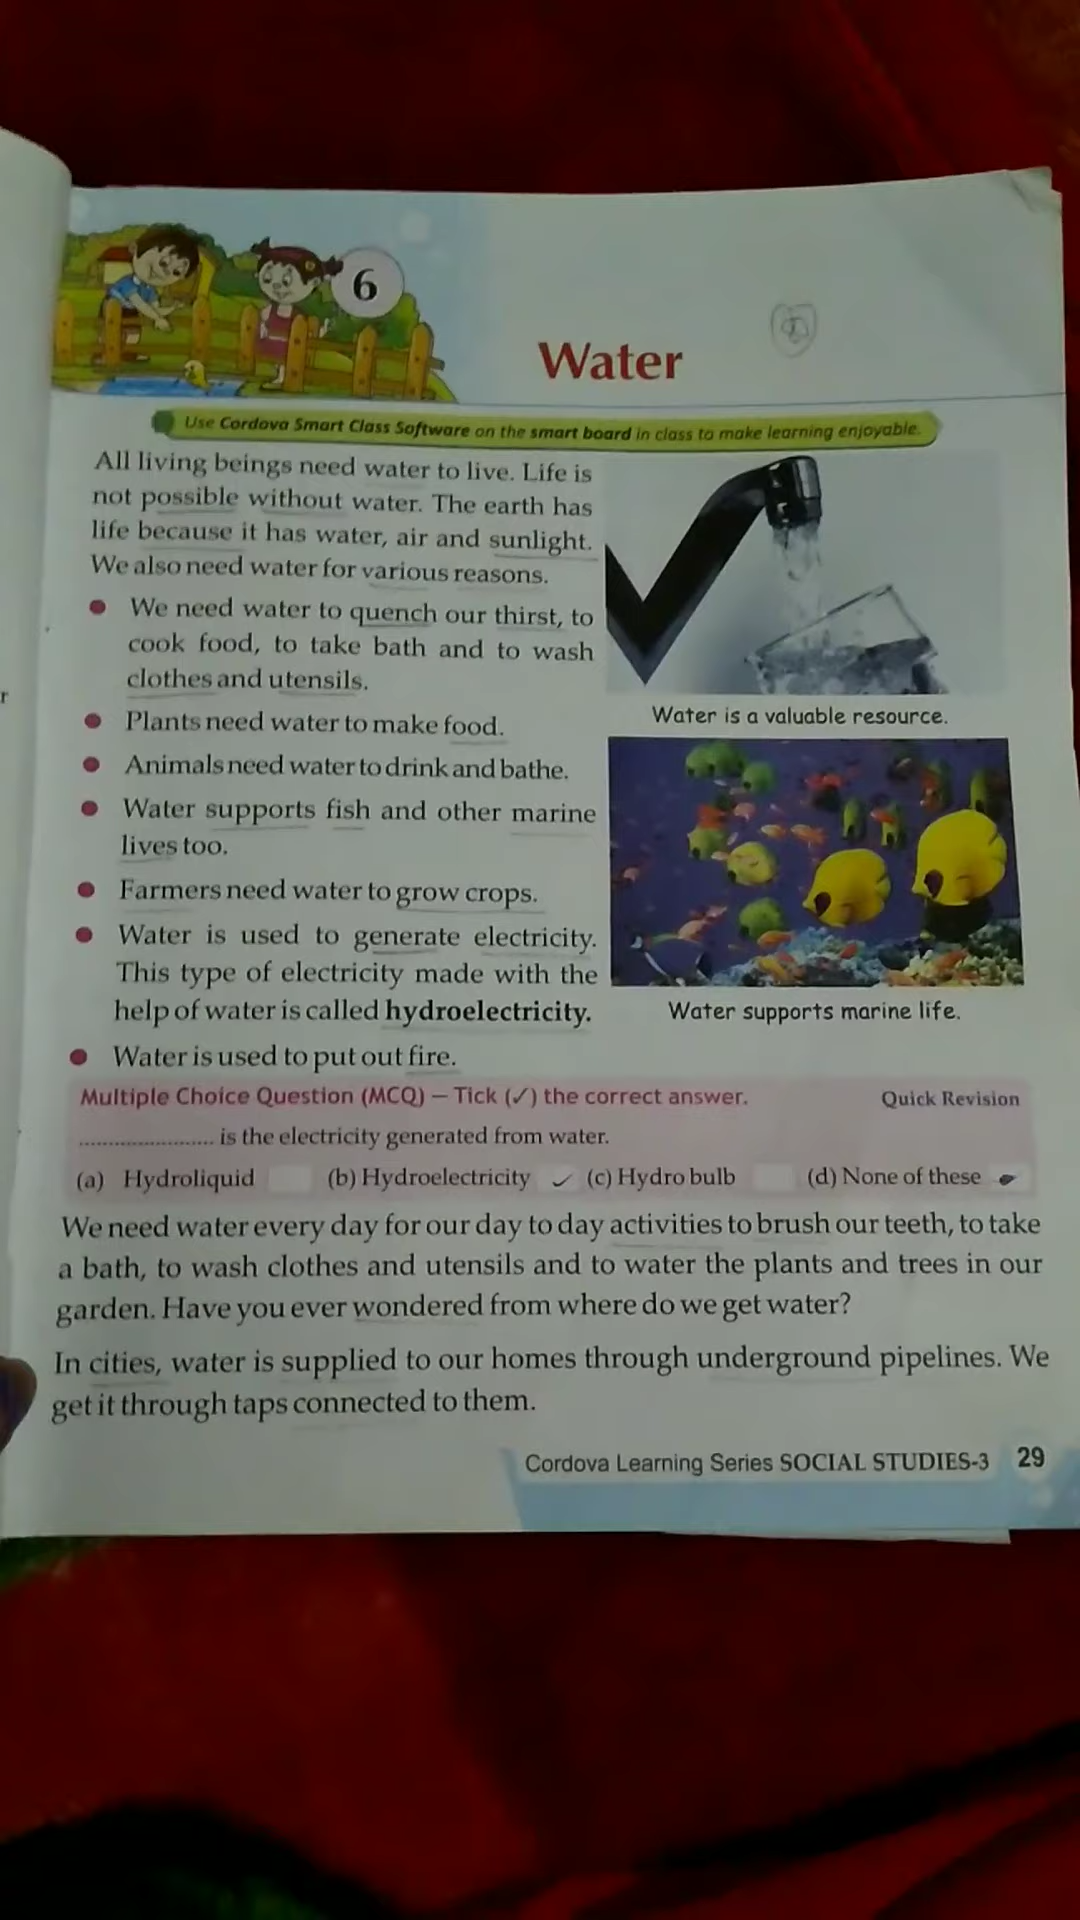 6
Water
Use Cordova Smart Class Software on the smart board in class to make learning enjoyable.
All living beings need water to live. Life is
not possible without water. The earth has
life because it has water, air and sunlight.
We also need water for various reasons.
● We need water to quench our thirst, to
cook food, to take bath and to wash
clothes and utensils.
● Plants need water to make food.
● Animals need water to drink and bathe.
● Water supports fish and other marine
lives too.
● Farmers need water to grow crops.
● Water is used to generate electricity.
This type of electricity made with the
help of water is called hydroelectricity.
● Water is used to put out fire.
Water is a valuable resource.
Water supports marine life.
Multiple Choice Question (MCQ) – Tick (✓) the correct answer. Quick Revision
...................... is the electricity generated from water.
(a) Hydroliquid (b) Hydroelectricity ✓ (c) Hydro bulb (d) None of these
We need water every day for our day to day activities to brush our teeth, to take
a bath, to wash clothes and utensils and to water the plants and trees in our
garden. Have you ever wondered from where do we get water?
In cities, water is supplied to our homes through underground pipelines. We
get it through taps connected to them.
Cordova Learning Series SOCIAL STUDIES-3 29
r